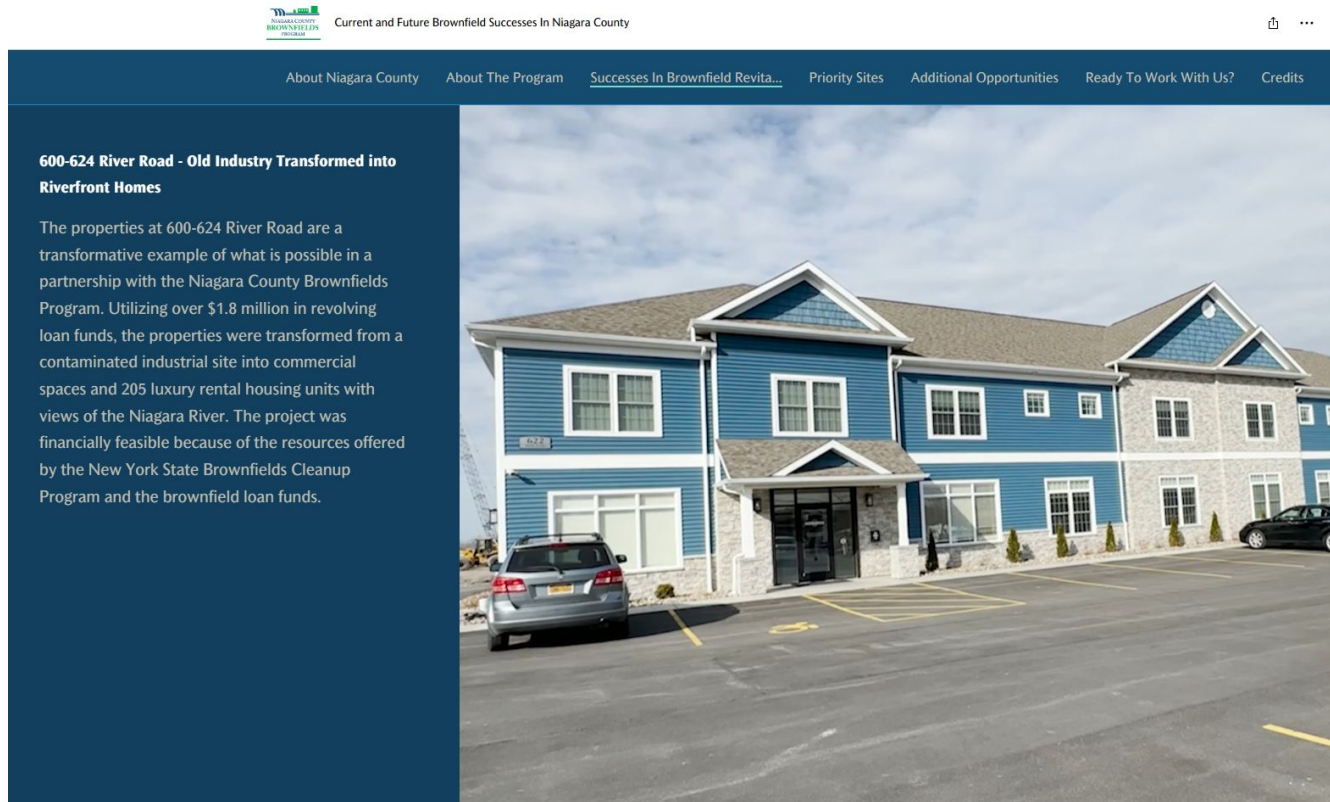 NIAGARA COUNTY
BROWNFIELDS
PROGRAM
Current and Future Brownfield Successes In Niagara County
About Niagara County
About The Program
Successes In Brownfield Revita...
Priority Sites
Additional Opportunities
Ready To Work With Us?
Credits
600-624 River Road - Old Industry Transformed into
Riverfront Homes
The properties at 600-624 River Road are a
transformative example of what is possible in a
partnership with the Niagara County Brownfields
Program. Utilizing over $1.8 million in revolving
loan funds, the properties were transformed from a
contaminated industrial site into commercial
spaces and 205 luxury rental housing units with
views of the Niagara River. The project was
financially feasible because of the resources offered
by the New York State Brownfields Cleanup
Program and the brownfield loan funds.
622